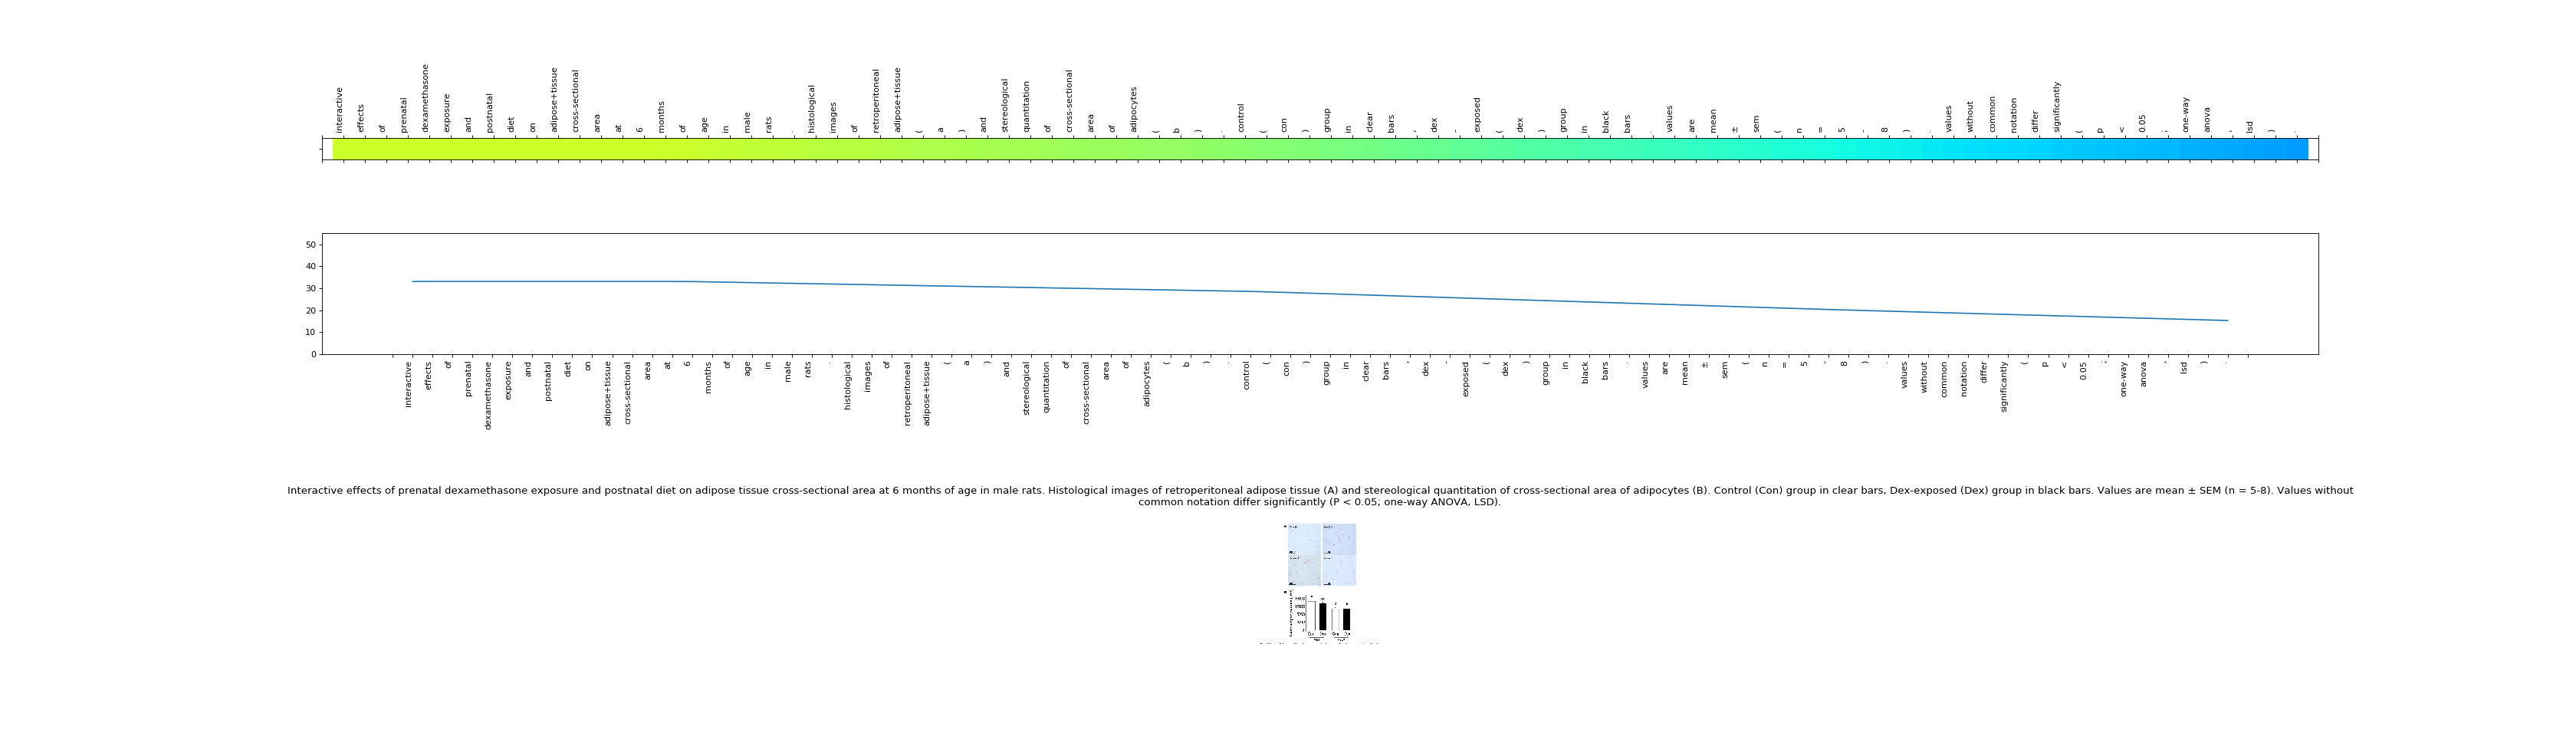 interactive effects of prenatal dexamethasone exposure and postnatal diet on adipose+tissue cross-sectional area at 6 months of age in male rats . histological images of retroperitoneal adipose+tissue ( a ) and stereological quantitation of cross-sectional area of adipocytes ( b ) . control ( con ) group in clear bars , dex - exposed ( dex ) group in black bars . values are mean ± sem ( n = 5 - 8 ) . values without common notation differ significantly ( p < 0.05 ; one-way anova , lsd ) .
50
40
30
20
10
0
interactive effects of prenatal dexamethasone exposure and postnatal diet on adipose+tissue cross-sectional area at 6 months of age in male rats . histological images of retroperitoneal adipose+tissue ( a ) and stereological quantitation of cross-sectional area of adipocytes ( b ) . control ( con ) group in clear bars , dex - exposed ( dex ) group in black bars . values are mean ± sem ( n = 5 - 8 ) . values without common notation differ significantly ( p < 0.05 ; one-way anova , lsd ) .
Interactive effects of prenatal dexamethasone exposure and postnatal diet on adipose tissue cross-sectional area at 6 months of age in male rats. Histological images of retroperitoneal adipose tissue (A) and stereological quantitation of cross-sectional area of adipocytes (B). Control (Con) group in clear bars, Dex-exposed (Dex) group in black bars. Values are mean ± SEM (n = 5-8). Values without
common notation differ significantly (P < 0.05; one-way ANOVA, LSD).